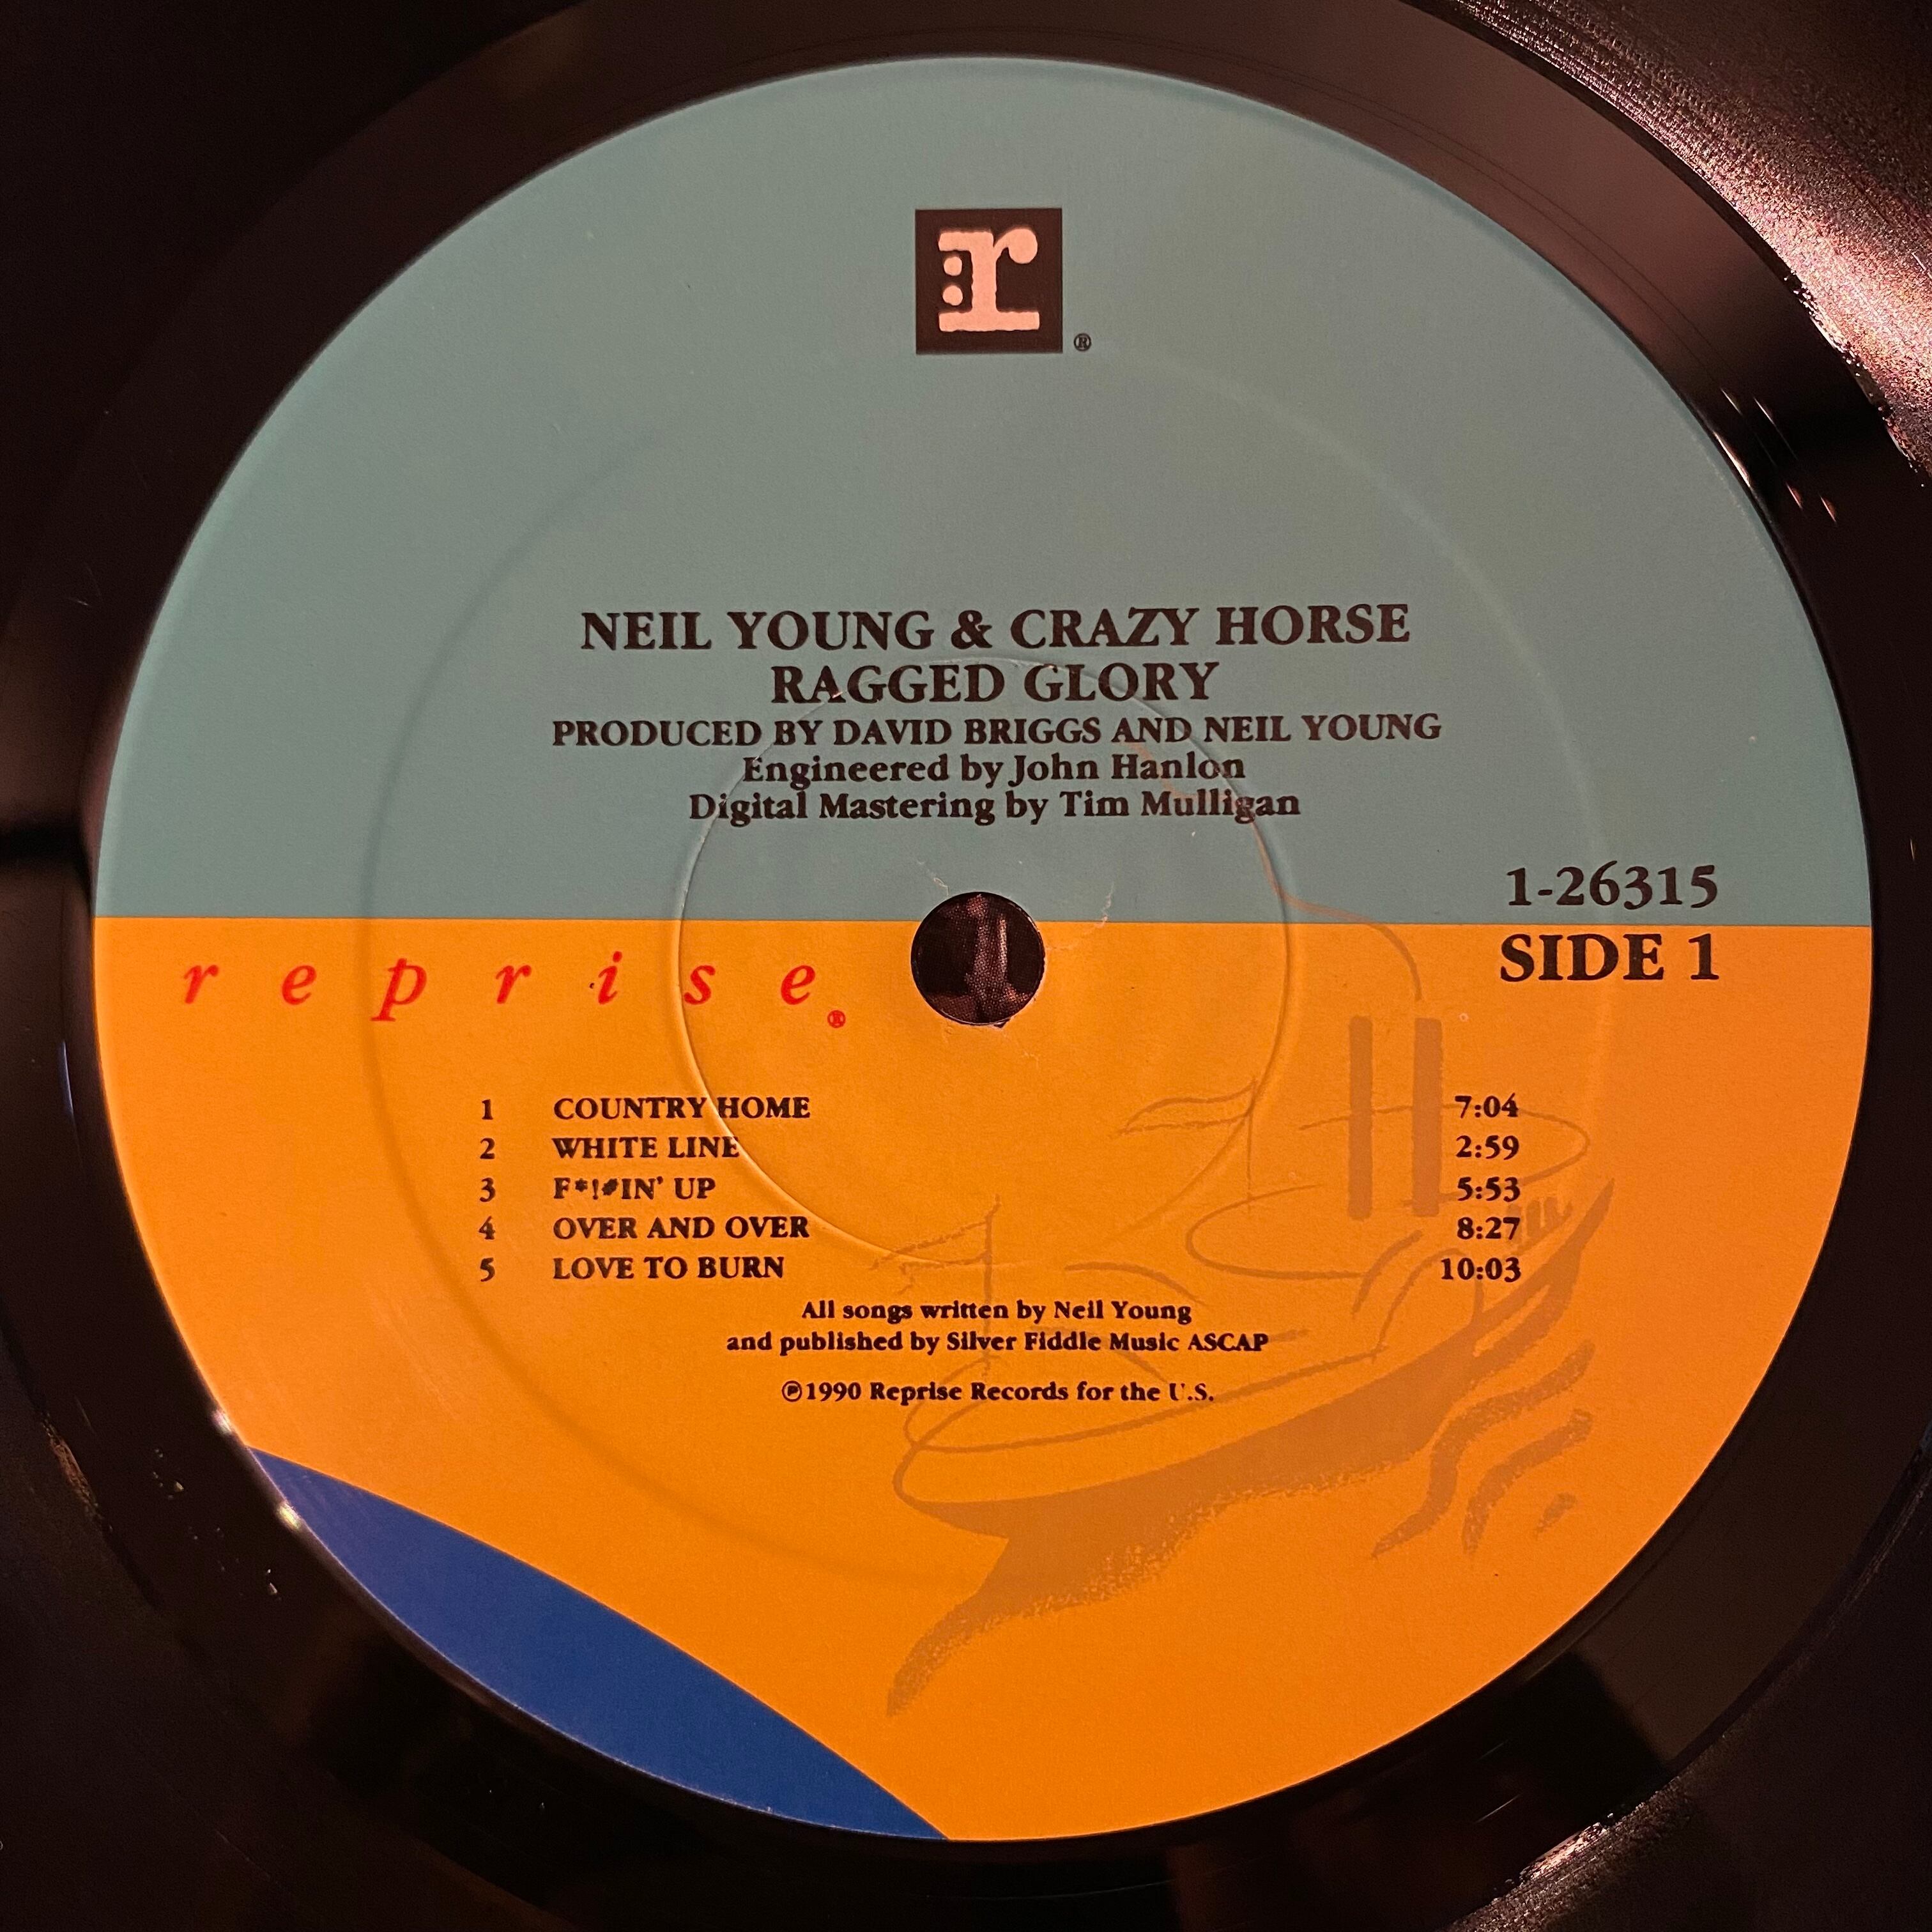 r
®
NEIL YOUNG & CRAZY HORSE
RAGGED GLORY
PRODUCED BY DAVID BRIGGS AND NEIL YOUNG
Engineered by John Hanlon
Digital Mastering by Tim Mulligan
1-26315
SIDE 1
reprise®
1 COUNTRY HOME 7:04
2 WHITE LINE 2:59
3 F*!#IN' UP 5:53
4 OVER AND OVER 8:27
5 LOVE TO BURN 10:03
All songs written by Neil Young
and published by Silver Fiddle Music ASCAP
℗1990 Reprise Records for the U.S.